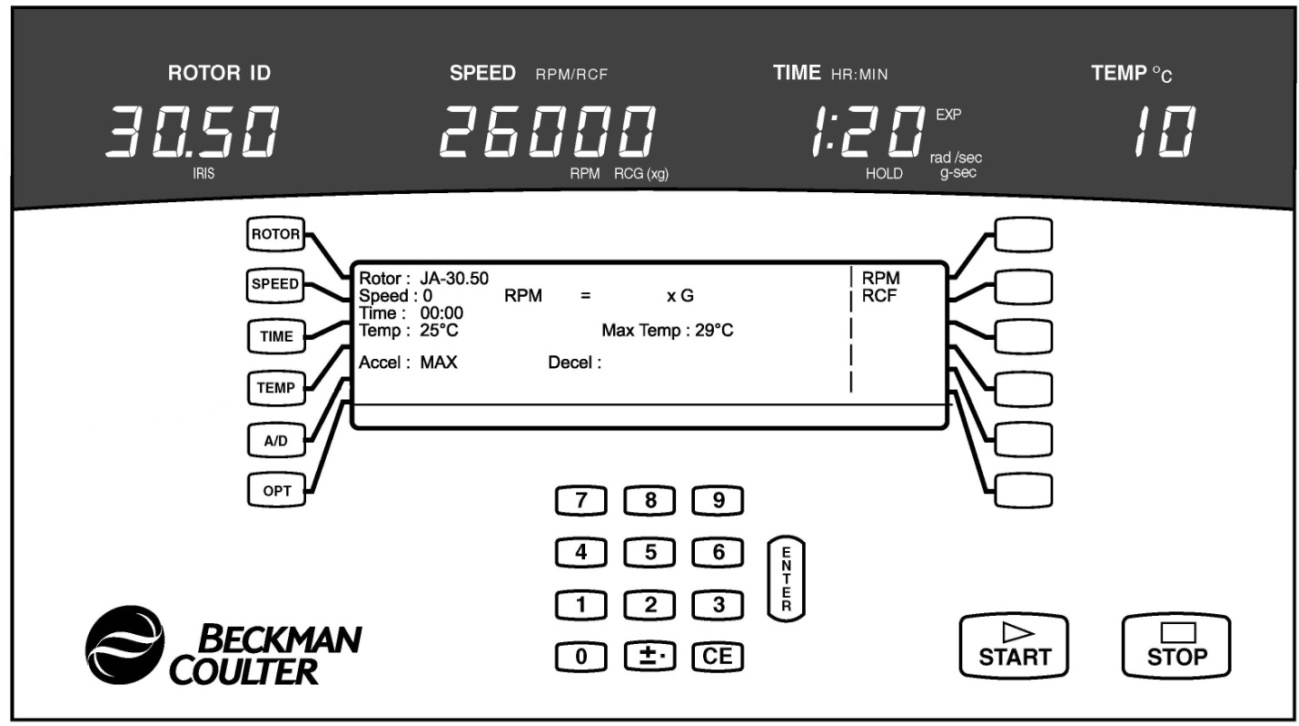 ROTOR ID SPEED RPM/RCF TIME HR:MIN TEMP °C
30.50 26000 1:20 EXP 10
rad /sec
IRIS RPM RCG (xg) HOLD g-sec
ROTOR
SPEED
TIME
TEMP
A/D
OPT
Rotor : JA-30.50 RPM
Speed : 0 RPM = x G RCF
Time : 00:00
Temp : 25°C Max Temp : 29°C
Accel : MAX Decel :
7 8 9
4 5 6
1 2 3
0 ±· CE
ENTER
BECKMAN
COULTER
START STOP